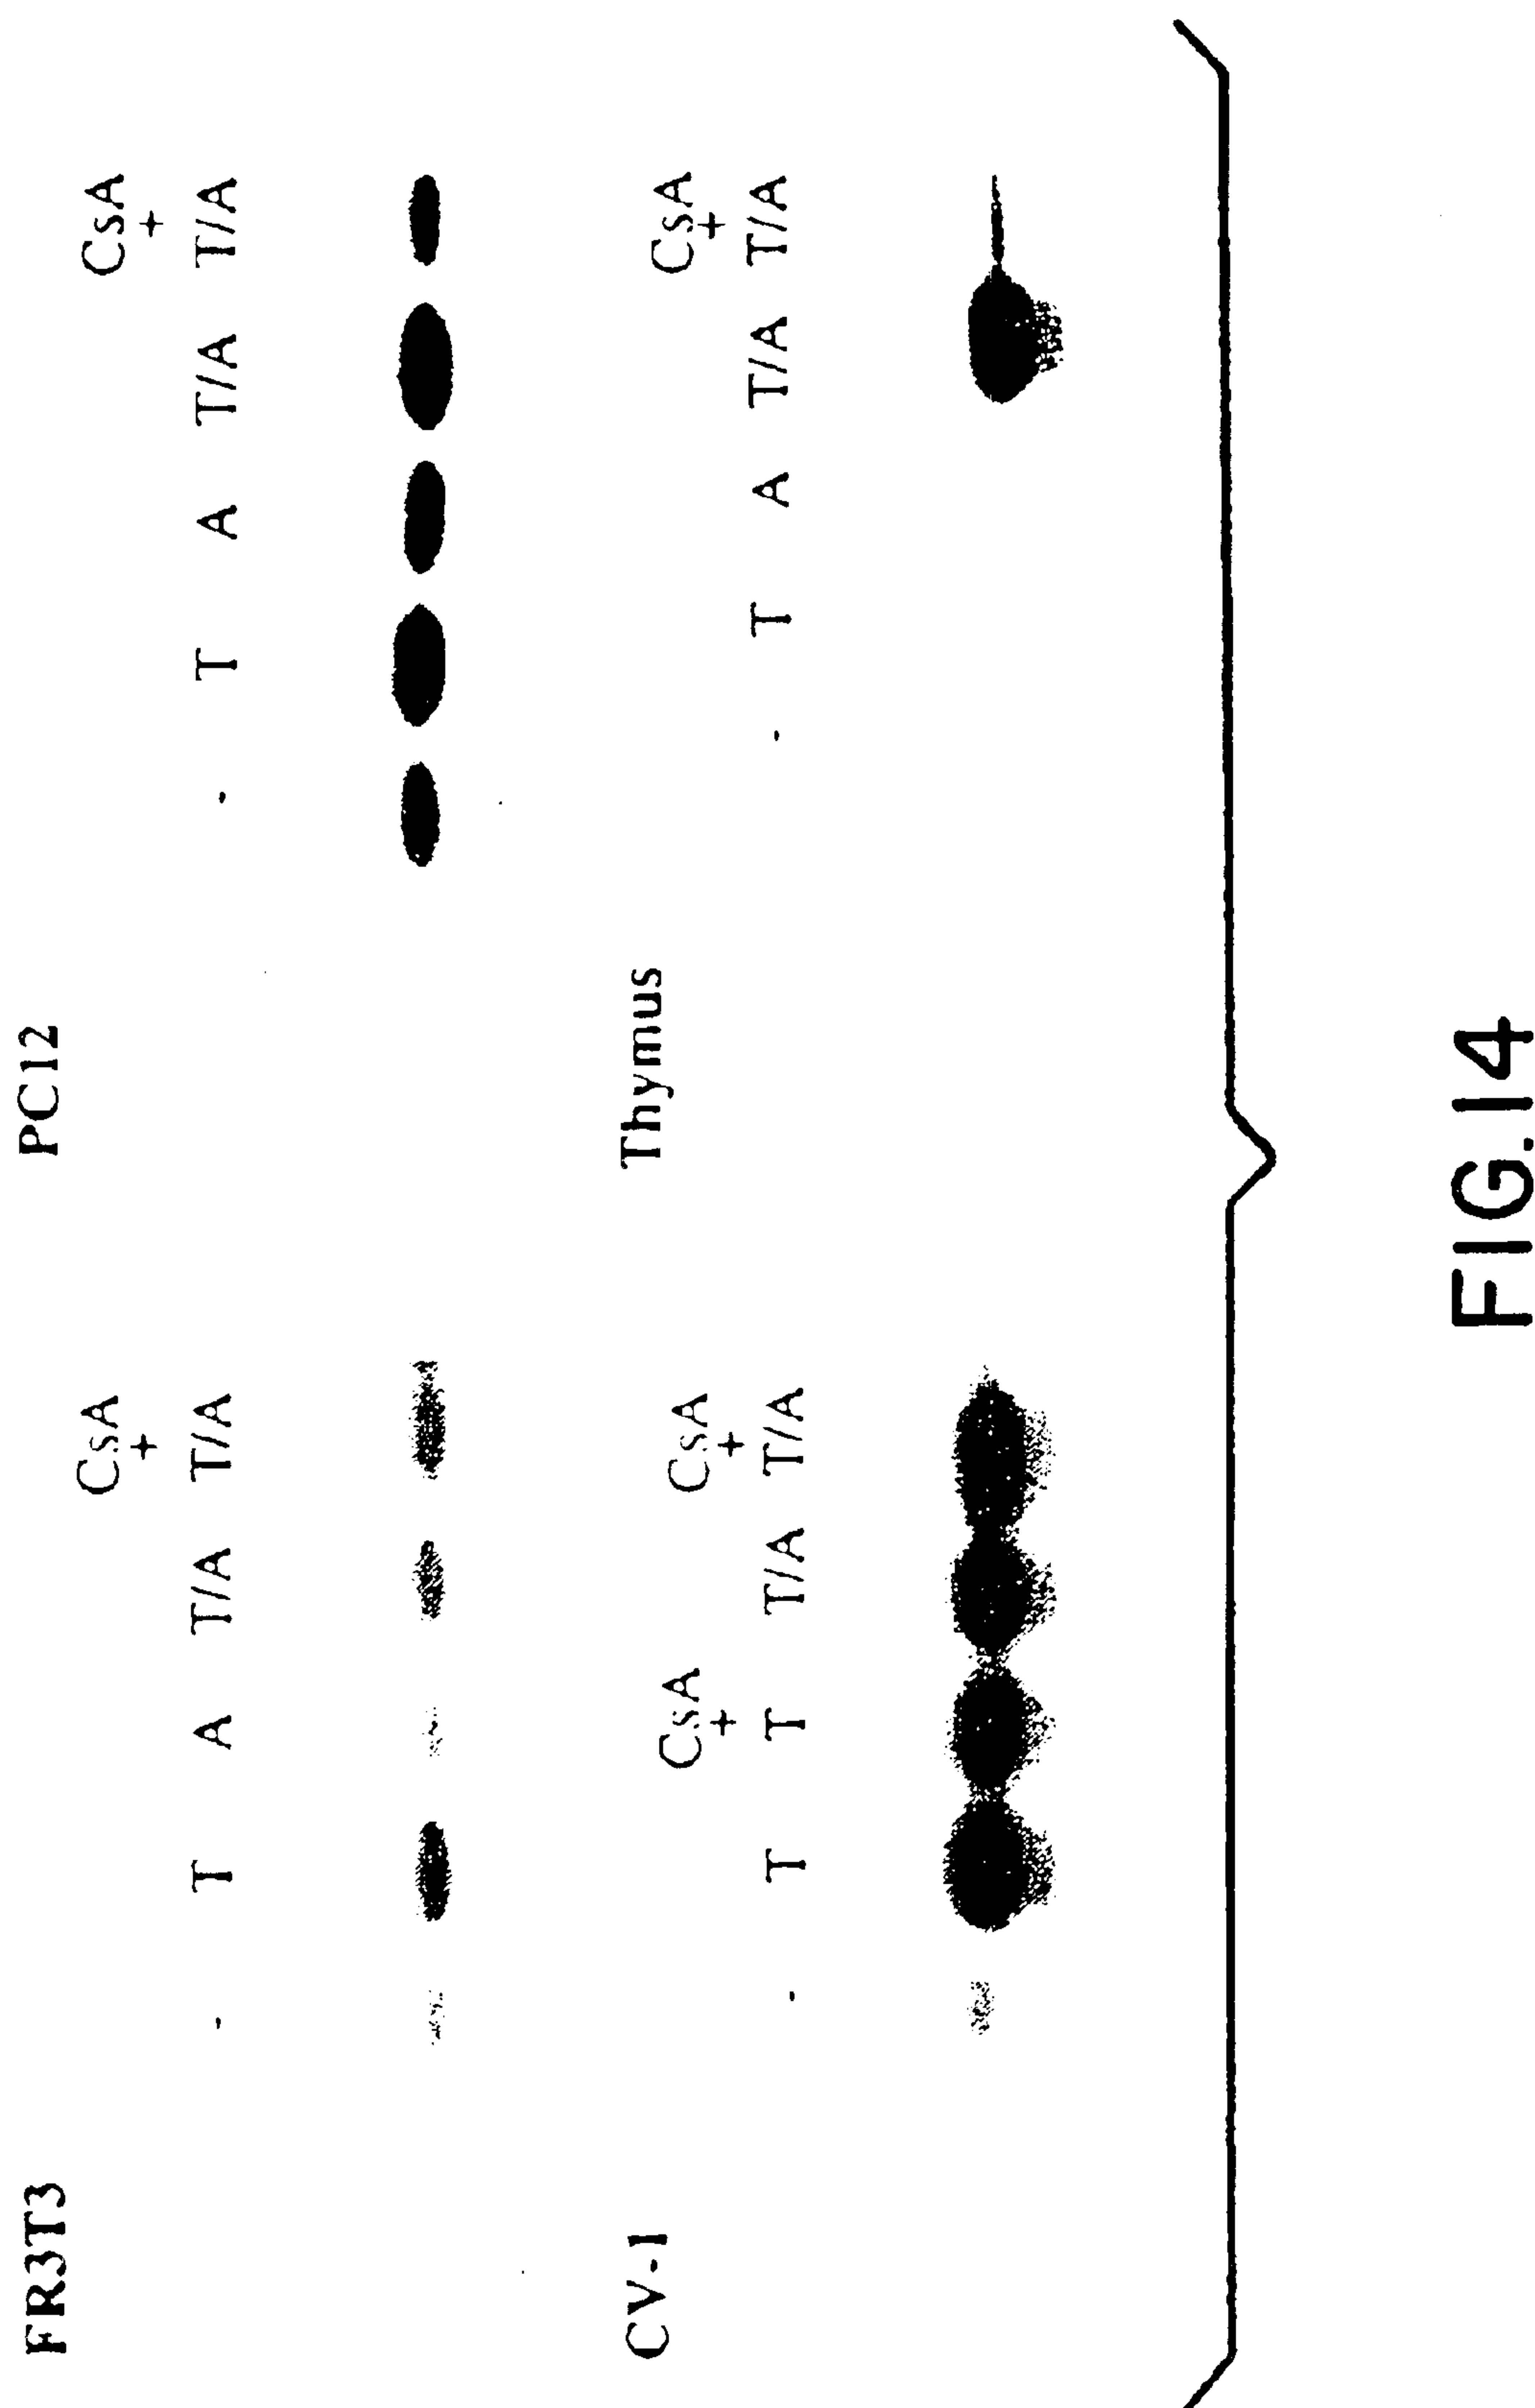 FR3T3
CsA
+
- T A T/A T/A
PC12
CsA
+
- T A T/A T/A
CV-1
CsA CsA
+ +
- T T T/A T/A
Thymus
CsA
+
- T A T/A T/A
FIG.14